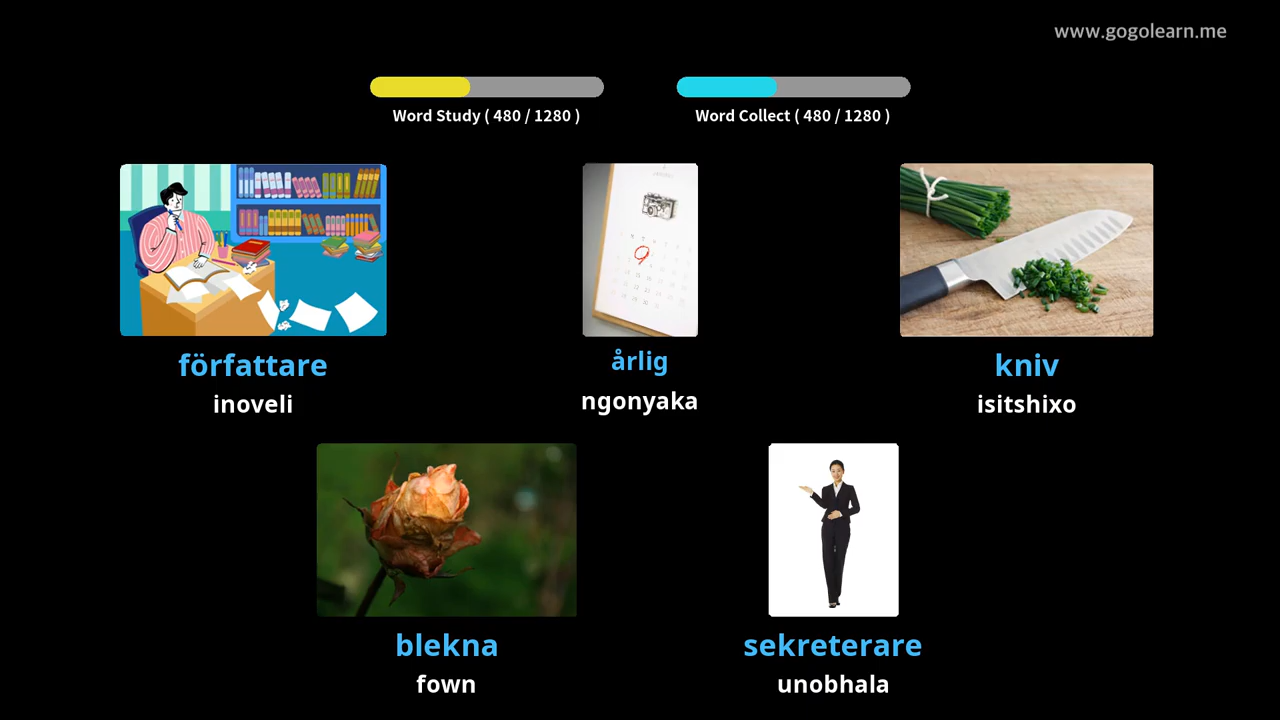 www.gogolearn.me
Word Study ( 480 / 1280 )
Word Collect ( 480 / 1280 )
författare
inoveli
årlig
ngonyaka
kniv
isitshixo
blekna
fown
sekreterare
unobhala